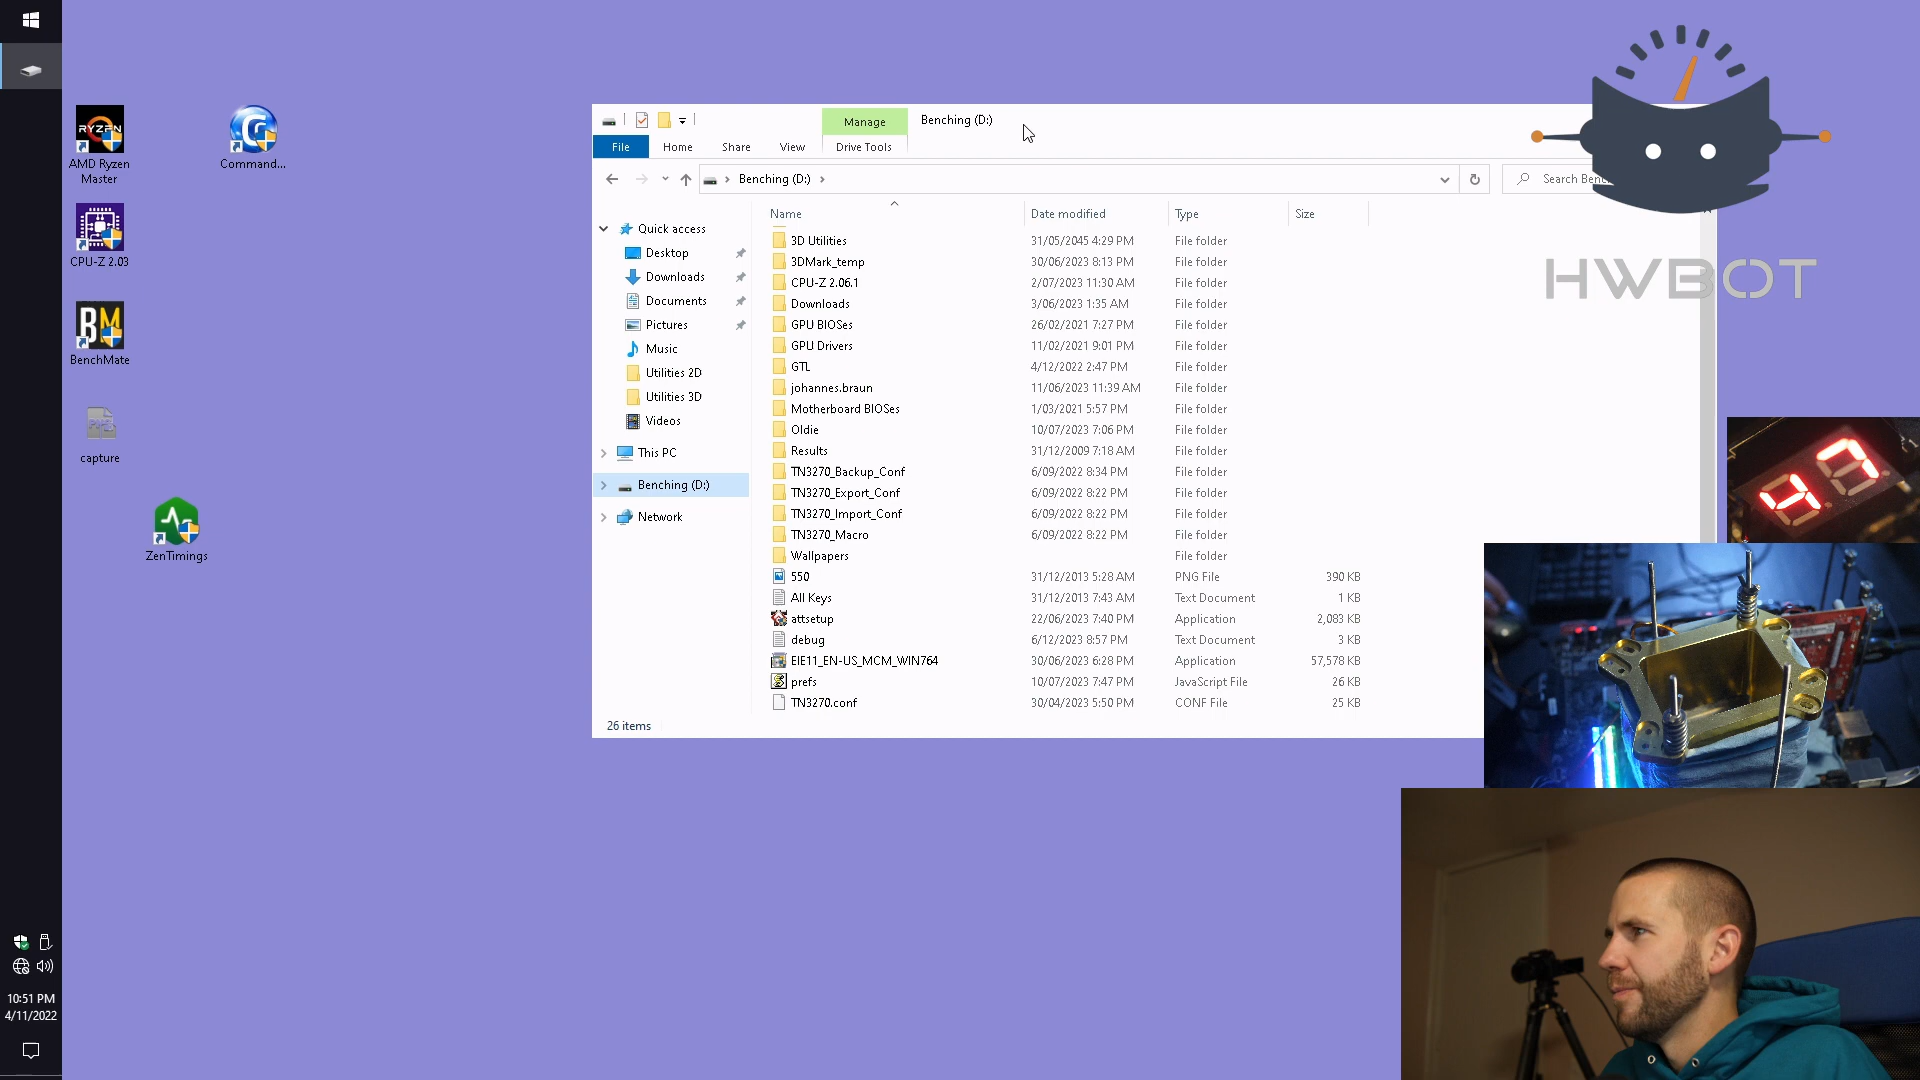 RYZEN
AMD Ryzen
Master
Command...
CPU-Z 2.03
BM
BenchMate
capture
ZenTimings
10:51 PM
4/11/2022
Manage
Benching (D:)
File
Home
Share
View
Drive Tools
Benching (D:)
Search Benc
Name
Date modified
Type
Size
Quick access
Desktop
Downloads
Documents
Pictures
Music
Utilities 2D
Utilities 3D
Videos
This PC
Benching (D:)
Network
3D Utilities 31/05/2045 4:29 PM File folder
3DMark_temp 30/06/2023 8:13 PM File folder
CPU-Z 2.06.1 2/07/2023 11:30 AM File folder
Downloads 3/06/2023 1:35 AM File folder
GPU BIOSes 26/02/2021 7:27 PM File folder
GPU Drivers 11/02/2021 9:01 PM File folder
GTL 4/12/2022 2:47 PM File folder
johannes.braun 11/06/2023 11:39 AM File folder
Motherboard BIOSes 1/03/2021 5:57 PM File folder
Oldie 10/07/2023 7:06 PM File folder
Results 31/12/2009 7:18 AM File folder
TN3270_Backup_Conf 6/09/2022 8:34 PM File folder
TN3270_Export_Conf 6/09/2022 8:22 PM File folder
TN3270_Import_Conf 6/09/2022 8:22 PM File folder
TN3270_Macro 6/09/2022 8:22 PM File folder
Wallpapers File folder
550 31/12/2013 5:28 AM PNG File 390 KB
All Keys 31/12/2013 7:43 AM Text Document 1 KB
attsetup 22/06/2023 7:40 PM Application 2,083 KB
debug 6/12/2023 8:57 PM Text Document 3 KB
EIE11_EN-US_MCM_WIN764 30/06/2023 6:28 PM Application 57,578 KB
prefs 10/07/2023 7:47 PM JavaScript File 26 KB
TN3270.conf 30/04/2023 5:50 PM CONF File 25 KB
26 items
HWBOT